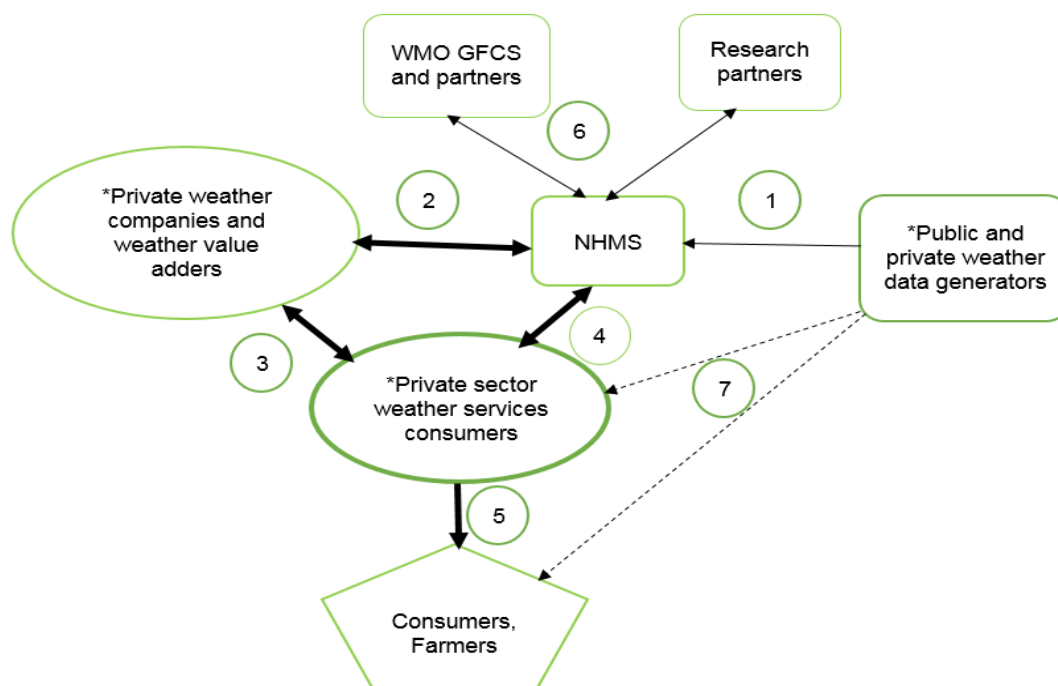 WMO GFCS
and partners
Research
partners
6
*Private weather
companies and
weather value
adders
2
NHMS
1
*Public and
private weather
data generators
3
4
*Private sector
weather services
consumers
7
5
Consumers,
Farmers